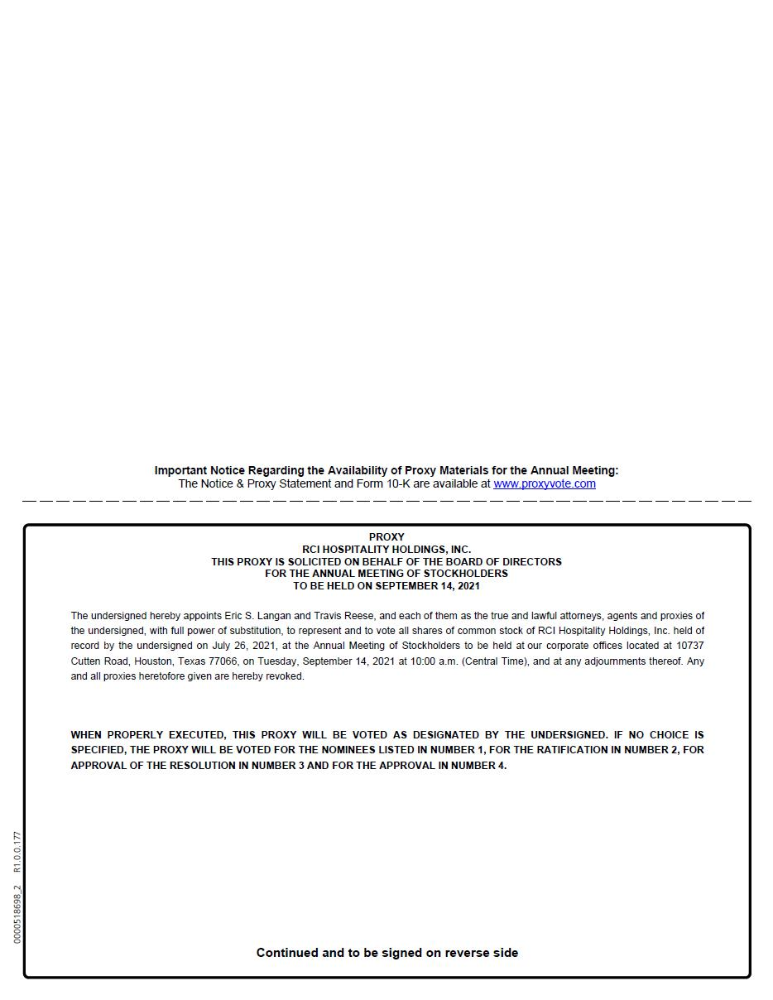 Important Notice Regarding the Availability of Proxy Materials for the Annual Meeting:
The Notice & Proxy Statement and Form 10-K are available at www.proxyvote.com
PROXY
RCI HOSPITALITY HOLDINGS, INC.
THIS PROXY IS SOLICITED ON BEHALF OF THE BOARD OF DIRECTORS
FOR THE ANNUAL MEETING OF STOCKHOLDERS
TO BE HELD ON SEPTEMBER 14, 2021
The undersigned hereby appoints Eric S. Langan and Travis Reese, and each of them as the true and lawful attorneys, agents and proxies of
the undersigned, with full power of substitution, to represent and to vote all shares of common stock of RCI Hospitality Holdings, Inc. held of
record by the undersigned on July 26, 2021, at the Annual Meeting of Stockholders to be held at our corporate offices located at 10737
Cutten Road, Houston, Texas 77066, on Tuesday, September 14, 2021 at 10:00 a.m. (Central Time), and at any adjournments thereof. Any
and all proxies heretofore given are hereby revoked.
WHEN PROPERLY EXECUTED, THIS PROXY WILL BE VOTED AS DESIGNATED BY THE UNDERSIGNED. IF NO CHOICE IS
SPECIFIED, THE PROXY WILL BE VOTED FOR THE NOMINEES LISTED IN NUMBER 1, FOR THE RATIFICATION IN NUMBER 2, FOR
APPROVAL OF THE RESOLUTION IN NUMBER 3 AND FOR THE APPROVAL IN NUMBER 4.
0000518698_2 R1.0.0.177
Continued and to be signed on reverse side